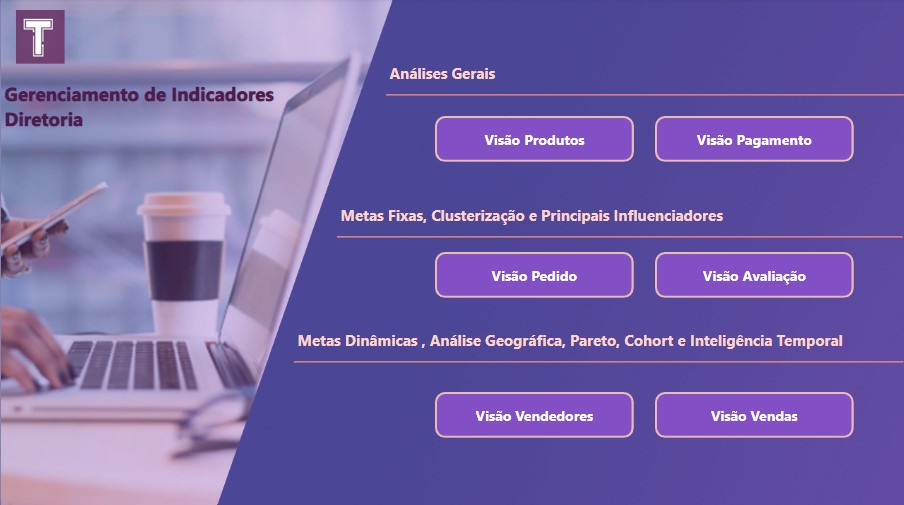 T
Gerenciamento de Indicadores
Diretoria
Análises Gerais
Visão Produtos
Visão Pagamento
Metas Fixas, Clusterização e Principais Influenciadores
Visão Pedido
Visão Avaliação
Metas Dinâmicas , Análise Geográfica, Pareto, Cohort e Inteligência Temporal
Visão Vendedores
Visão Vendas